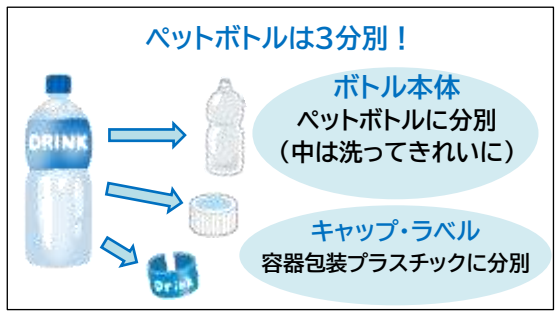 ペットボトルは3分別！
ボトル本体
ペットボトルに分別
（中は洗ってきれいに）
DRINK
キャップ・ラベル
容器包装プラスチックに分別
Drink